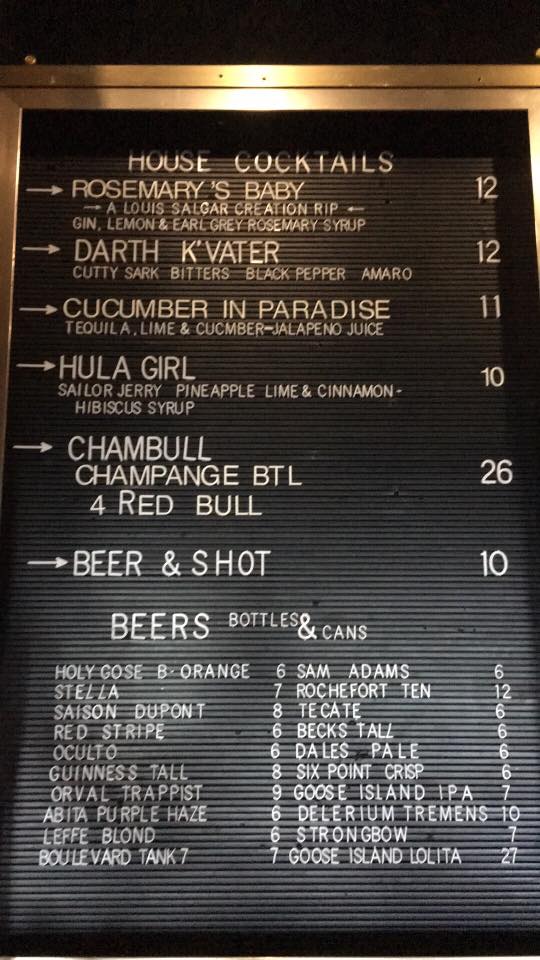 HOUSE COCKTAILS
→ ROSEMARY'S BABY 12
→ A LOUIS SALGAR CREATION RIP ←
GIN, LEMON & EARL GREY ROSEMARY SYRUP
→ DARTH K'VATER 12
CUTTY SARK BITTERS BLACK PEPPER AMARO
→ CUCUMBER IN PARADISE 11
TEQUILA, LIME & CUCMBER-JALAPENO JUICE
→ HULA GIRL 10
SAILOR JERRY PINEAPPLE LIME & CINNAMON-
HIBISCUS SYRUP
→ CHAMBULL
CHAMPANGE BTL 26
4 RED BULL
→ BEER & SHOT 10
BEERS BOTTLES & CANS
HOLY GOSE B-ORANGE 6 SAM ADAMS 6
STELLA 7 ROCHEFORT TEN 12
SAISON DUPONT 8 TECATE 6
RED STRIPE 6 BECKS TALL 6
OCULTO 6 DALES PALE 6
GUINNESS TALL 8 SIX POINT CRISP 6
ORVAL TRAPPIST 9 GOOSE ISLAND IPA 7
ABITA PURPLE HAZE 6 DELERIUM TREMENS 10
LEFFE BLOND 6 STRONGBOW 7
BOULEVARD TANK 7 7 GOOSE ISLAND LOLITA 27